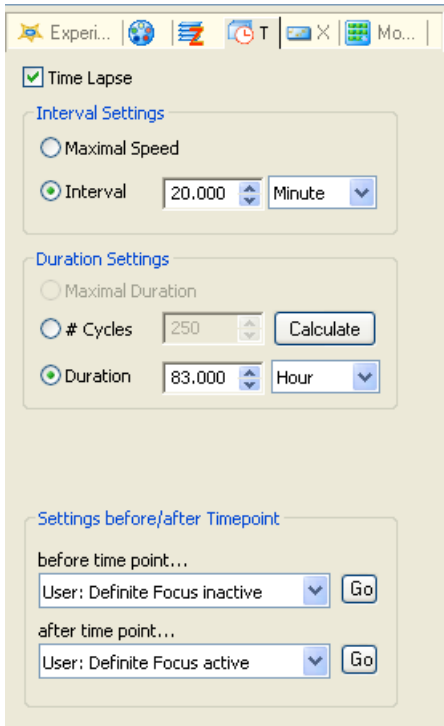 Experi... T X Mo...
Time Lapse
Interval Settings
Maximal Speed
Interval 20.000 Minute
Duration Settings
Maximal Duration
# Cycles 250 Calculate
Duration 83.000 Hour
Settings before/after Timepoint
before time point...
User: Definite Focus inactive Go
after time point...
User: Definite Focus active Go